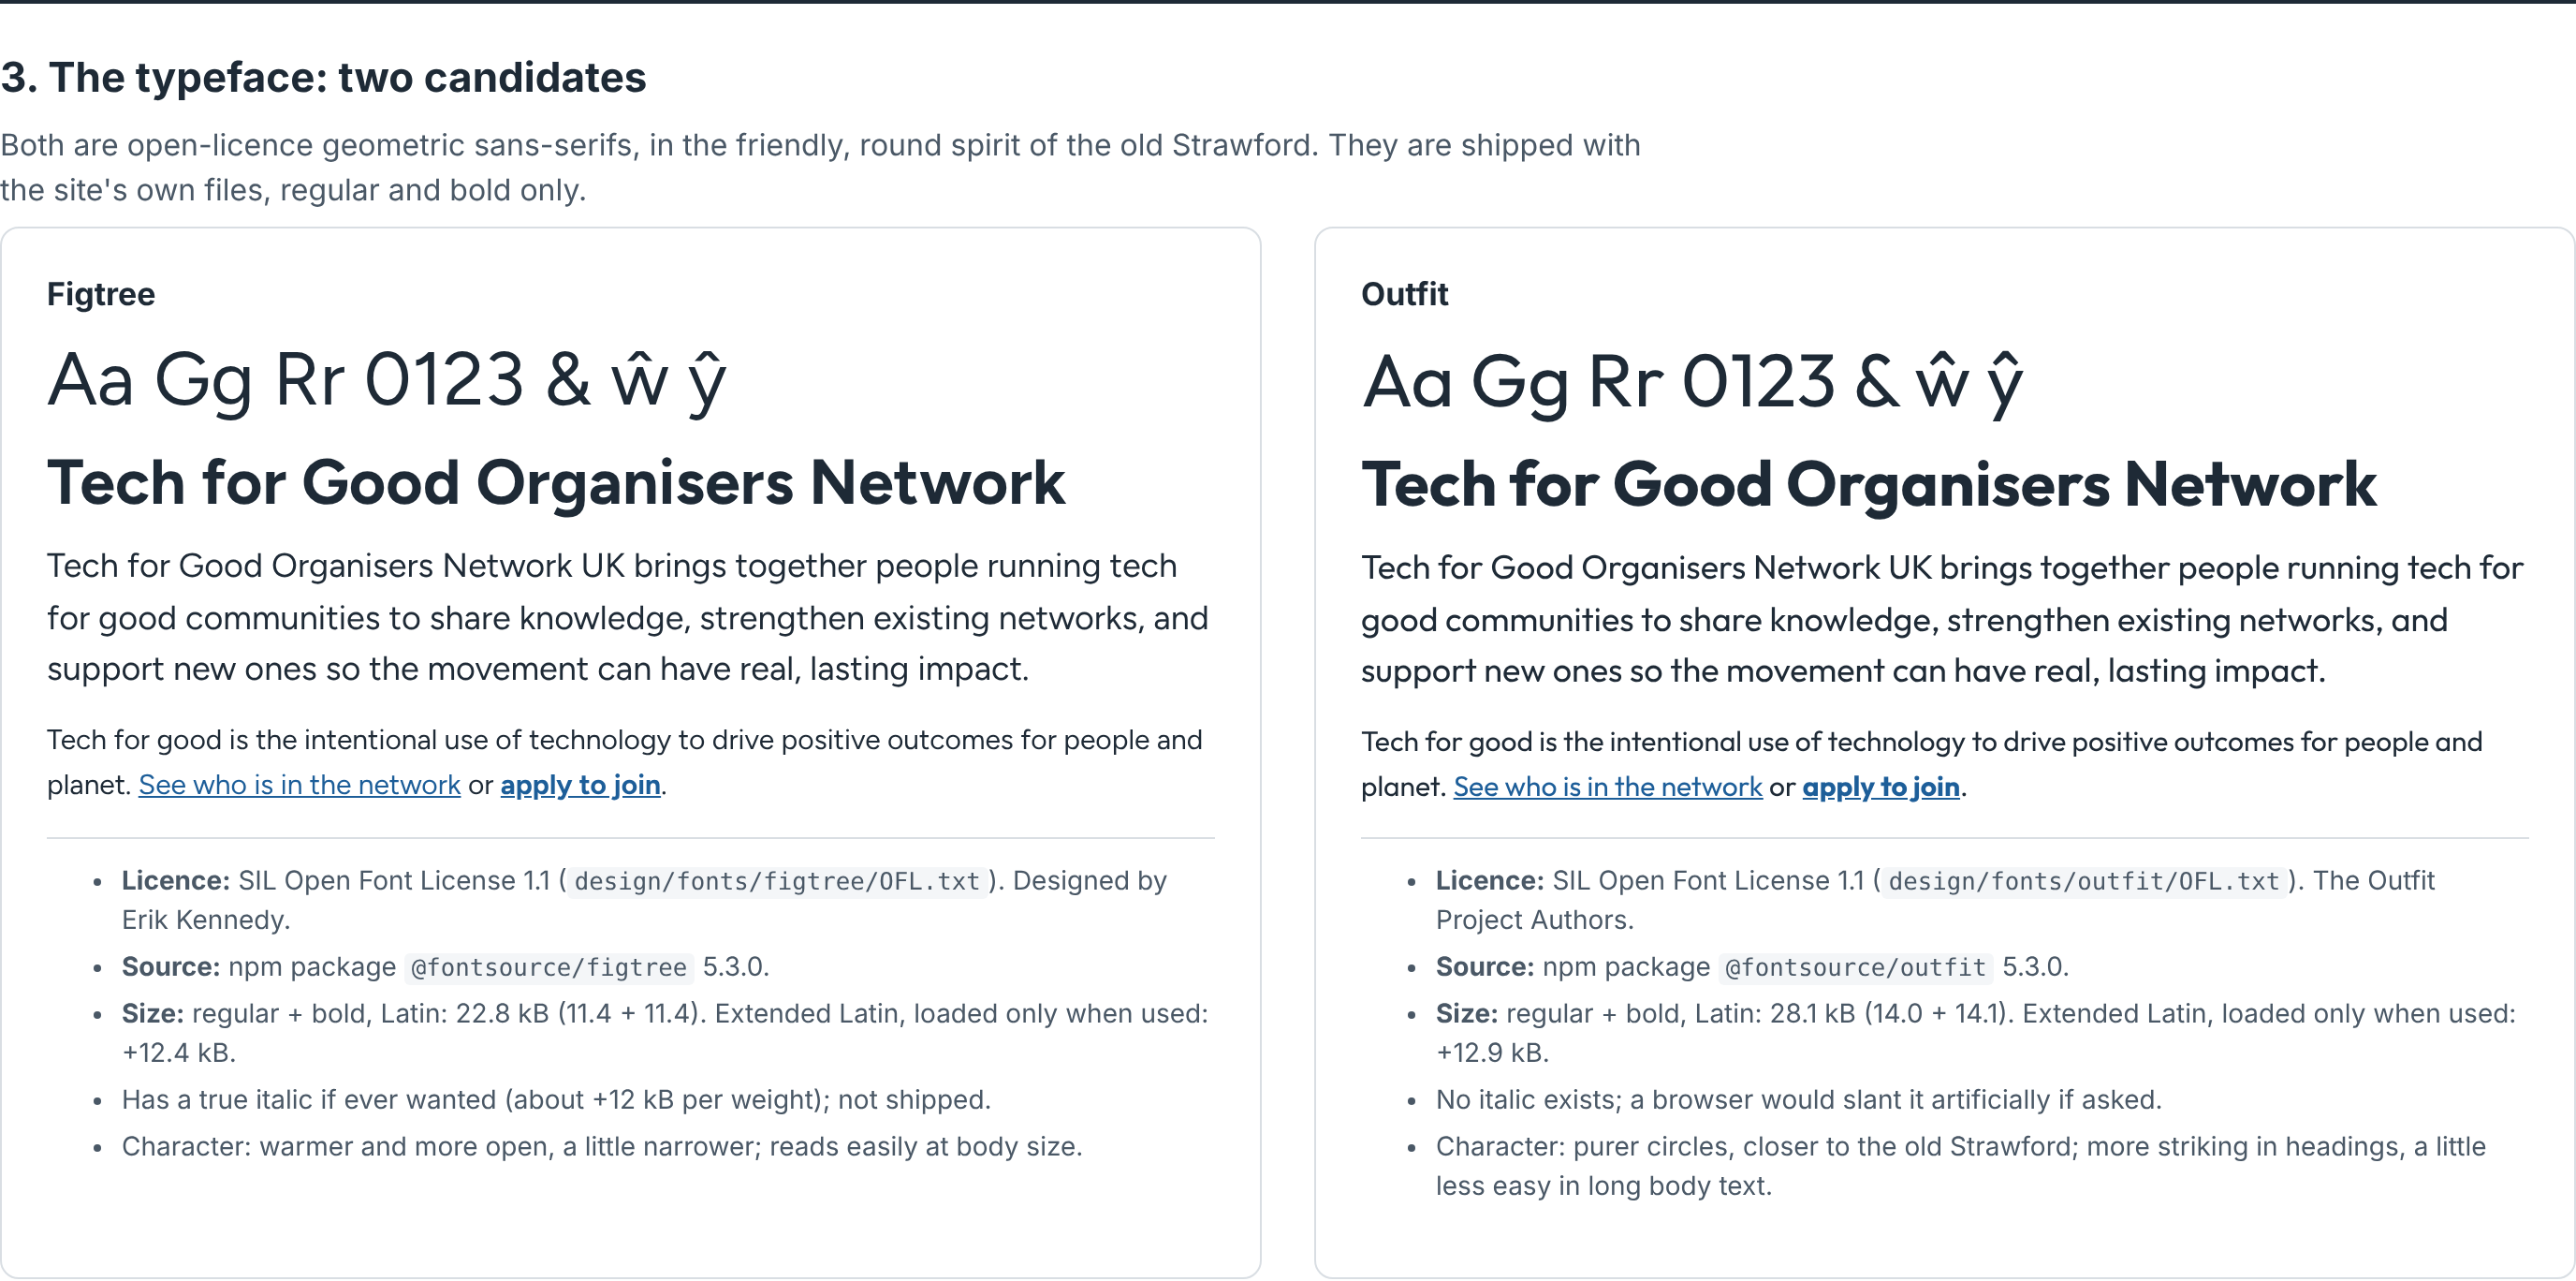 3. The typeface: two candidates
Both are open-licence geometric sans-serifs, in the friendly, round spirit of the old Strawford. They are shipped with
the site's own files, regular and bold only.
Figtree
Aa Gg Rr 0123 & ŵ ŷ
Tech for Good Organisers Network
Tech for Good Organisers Network UK brings together people running tech
for good communities to share knowledge, strengthen existing networks, and
support new ones so the movement can have real, lasting impact.
Tech for good is the intentional use of technology to drive positive outcomes for people and
planet. See who is in the network or apply to join.
• Licence: SIL Open Font License 1.1 (design/fonts/figtree/OFL.txt). Designed by
Erik Kennedy.
• Source: npm package @fontsource/figtree 5.3.0.
• Size: regular + bold, Latin: 22.8 kB (11.4 + 11.4). Extended Latin, loaded only when used:
+12.4 kB.
• Has a true italic if ever wanted (about +12 kB per weight); not shipped.
• Character: warmer and more open, a little narrower; reads easily at body size.
Outfit
Aa Gg Rr 0123 & ŵ ŷ
Tech for Good Organisers Network
Tech for Good Organisers Network UK brings together people running tech for
good communities to share knowledge, strengthen existing networks, and
support new ones so the movement can have real, lasting impact.
Tech for good is the intentional use of technology to drive positive outcomes for people and
planet. See who is in the network or apply to join.
• Licence: SIL Open Font License 1.1 (design/fonts/outfit/OFL.txt). The Outfit
Project Authors.
• Source: npm package @fontsource/outfit 5.3.0.
• Size: regular + bold, Latin: 28.1 kB (14.0 + 14.1). Extended Latin, loaded only when used:
+12.9 kB.
• No italic exists; a browser would slant it artificially if asked.
• Character: purer circles, closer to the old Strawford; more striking in headings, a little
less easy in long body text.